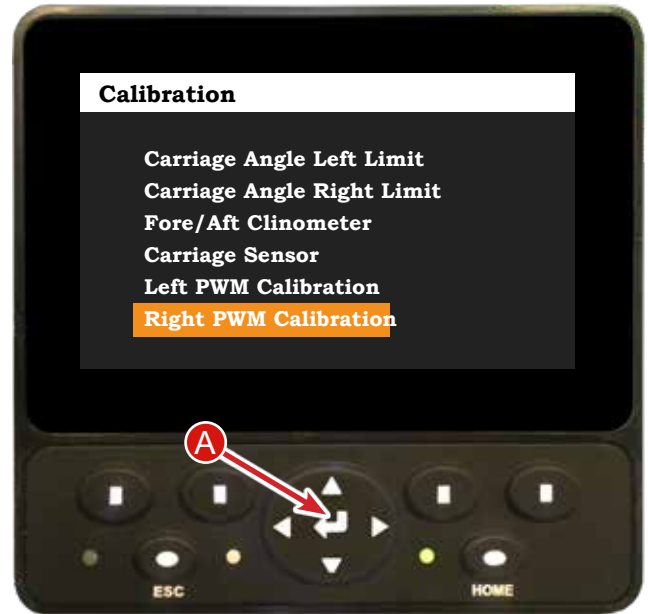 Calibration
Carriage Angle Left Limit
Carriage Angle Right Limit
Fore/Aft Clinometer
Carriage Sensor
Left PWM Calibration
Right PWM Calibration
A
ESC
HOME